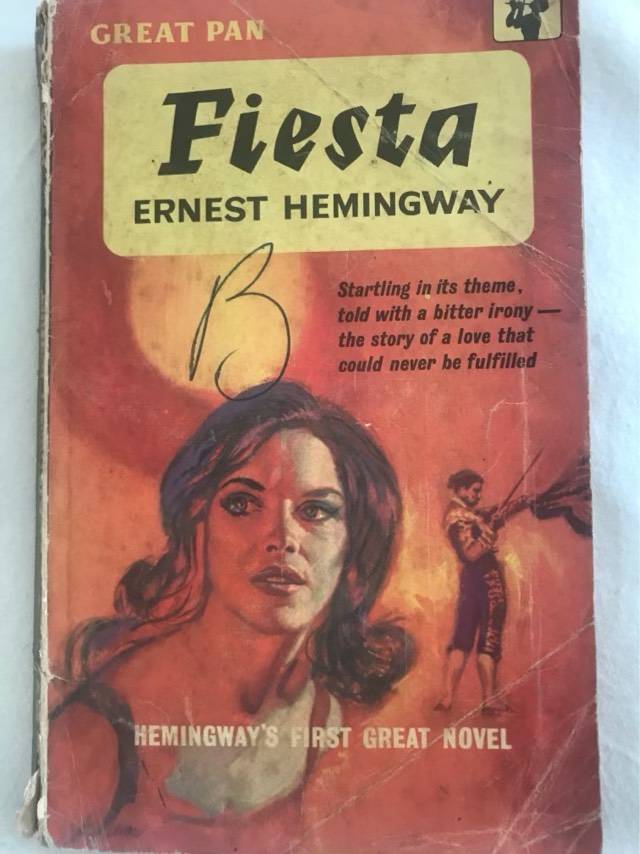 GREAT PAN
Fiesta
ERNEST HEMINGWAY
B
Startling in its theme,
told with a bitter irony —
the story of a love that
could never be fulfilled
HEMINGWAY'S FIRST GREAT NOVEL